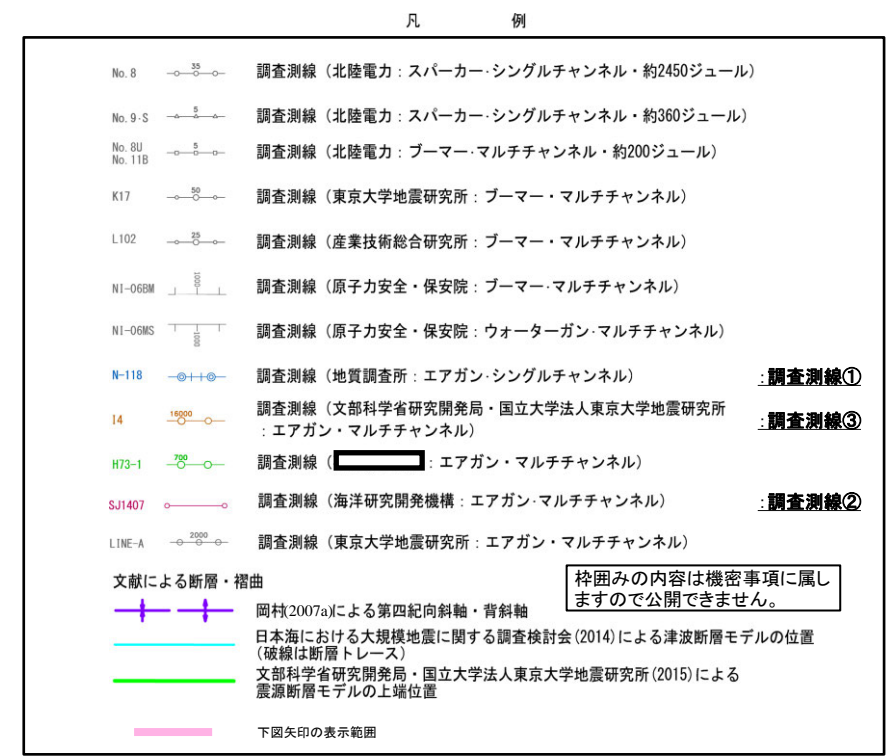 凡 例
No. 8 35 調査測線（北陸電力：スパーカー・シングルチャンネル・約2450ジュール）
No. 9-S 5 調査測線（北陸電力：スパーカー・シングルチャンネル・約360ジュール）
No. 8U
No. 11B 5 調査測線（北陸電力：ブーマー・マルチチャンネル・約200ジュール）
K17 50 調査測線（東京大学地震研究所：ブーマー・マルチチャンネル）
L102 25 調査測線（産業技術総合研究所：ブーマー・マルチチャンネル）
NI-06BM 1000 調査測線（原子力安全・保安院：ブーマー・マルチチャンネル）
NI-06MS 1000 調査測線（原子力安全・保安院：ウォーターガン・マルチチャンネル）
N-118 調査測線（地質調査所：エアガン・シングルチャンネル） :調査測線①
I4 16000 調査測線（文部科学省研究開発局・国立大学法人東京大学地震研究所
：エアガン・マルチチャンネル） :調査測線③
H73-1 700 調査測線（ ：エアガン・マルチチャンネル）
SJ1407 調査測線（海洋研究開発機構：エアガン・マルチチャンネル） :調査測線②
LINE-A 2000 調査測線（東京大学地震研究所：エアガン・マルチチャンネル）
文献による断層・褶曲
枠囲みの内容は機密事項に属し
ますので公開できません。
岡村(2007a)による第四紀向斜軸・背斜軸
日本海における大規模地震に関する調査検討会(2014)による津波断層モデルの位置
(破線は断層トレース)
文部科学省研究開発局・国立大学法人東京大学地震研究所(2015)による
震源断層モデルの上端位置
下図矢印の表示範囲